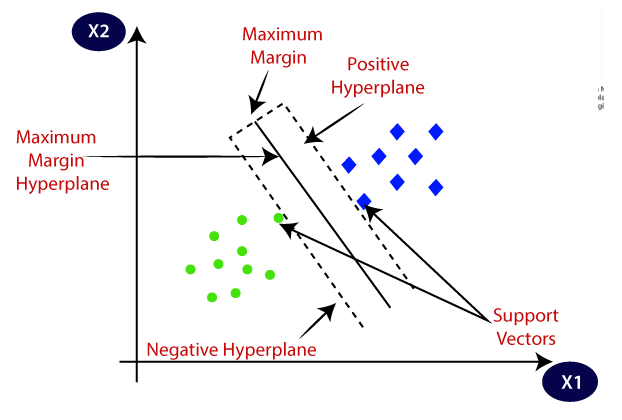 X2
Maximum
Margin
Positive
Hyperplane
Maximum
Margin
Hyperplane
Support
Vectors
Negative Hyperplane
X1